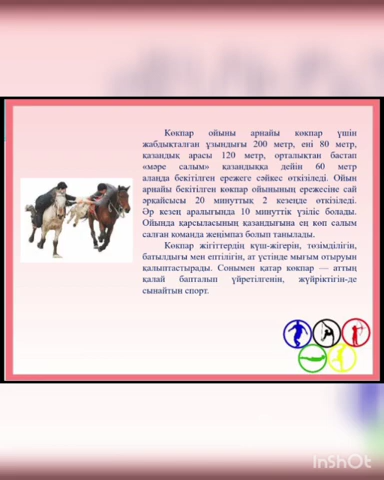 Көкпар ойыны арнайы көкпар үшін
жабдықталған ұзындығы 200 метр, ені 80 метр,
қазандық арасы 120 метр, орталықтан бастап
«мәре салым» қазандыққа дейін 60 метр
алаңда бекітілген ережеге сәйкес өткізіледі. Ойын
арнайы бекітілген көкпар ойынының ережесіне сай
әрқайсысы 20 минуттық 2 кезеңде өткізіледі.
Әр кезең аралығында 10 минуттік үзіліс болады.
Ойында қарсыласының қазандығына ең көп салым
салған команда жеңімпаз болып танылады.
Көкпар жігіттердің күш-жігерін, төзімділігін,
батылдығы мен ептілігін, ат үстінде мығым отыруын
қалыптастырады. Сонымен қатар көкпар — аттың
қалай бапталып үйретілгенін, жүйріктігін-де
сынайтын спорт.
InShOt